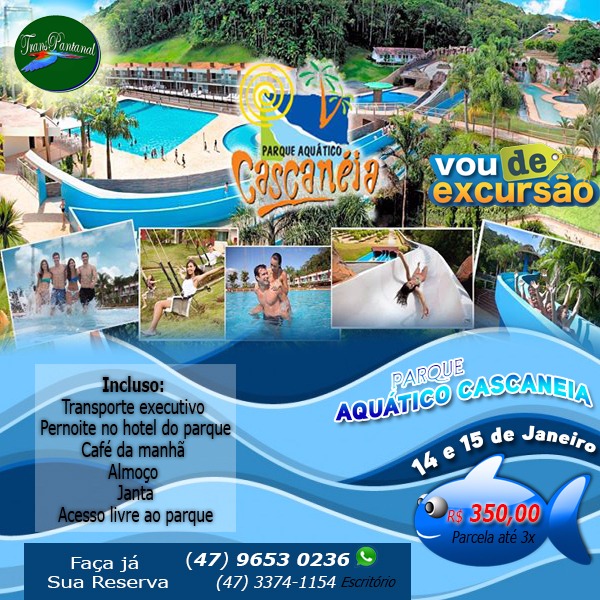 TransPantanal
PARQUE AQUÁTICO
Cascanéia
vou de
excursão
PARQUE
AQUÁTICO CASCANEIA
14 e 15 de Janeiro
R$ 350,00
Parcela até 3x
Incluso:
Transporte executivo
Pernoite no hotel do parque
Café da manhã
Almoço
Janta
Acesso livre ao parque
Faça já
Sua Reserva
(47) 9653 0236
(47) 3374-1154 Escritório